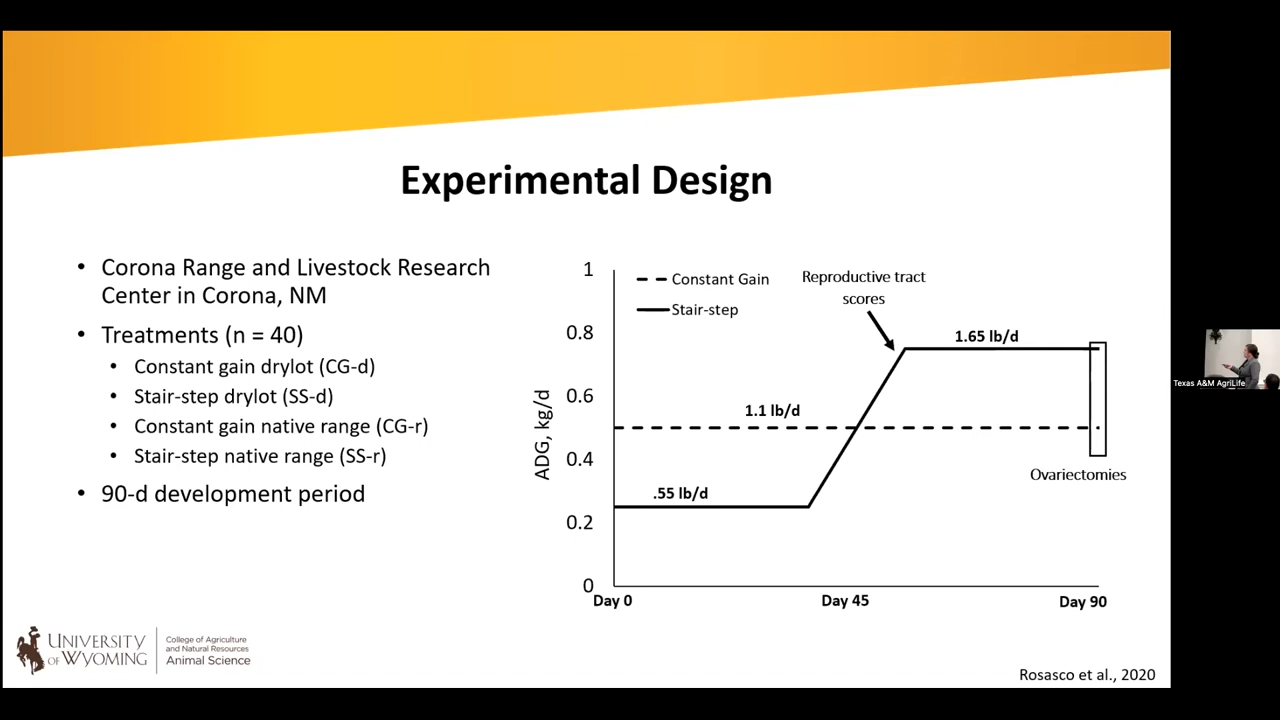 Experimental Design
• Corona Range and Livestock Research
Center in Corona, NM
• Treatments (n = 40)
• Constant gain drylot (CG-d)
• Stair-step drylot (SS-d)
• Constant gain native range (CG-r)
• Stair-step native range (SS-r)
• 90-d development period
ADG, kg/d
1
0.8
0.6
0.4
0.2
0
Constant Gain
Stair-step
Reproductive tract
scores
1.65 lb/d
1.1 lb/d
.55 lb/d
Ovariectomies
Day 0
Day 45
Day 90
UNIVERSITY
OF WYOMING
College of Agriculture
and Natural Resources
Animal Science
Rosasco et al., 2020
Texas A&M AgriLife